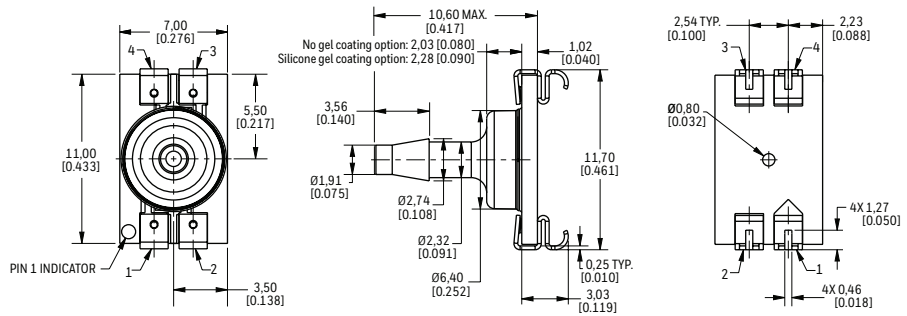 7,00
[0.276]
4
3
11,00
[0.433]
5,50
[0.217]
PIN 1 INDICATOR
1
2
3,50
[0.138]
10,60 MAX.
[0.417]
No gel coating option: 2,03 [0.080]
Silicone gel coating option: 2,28 [0.090]
1,02
[0.040]
3,56
[0.140]
Ø1,91
[0.075]
Ø2,74
[0.108]
Ø2,32
[0.091]
Ø6,40
[0.252]
11,70
[0.461]
0,25 TYP.
[0.010]
3,03
[0.119]
2,54 TYP.
[0.100]
2,23
[0.088]
3
4
Ø0,80
[0.032]
4X 1,27
[0.050]
2
1
4X 0,46
[0.018]